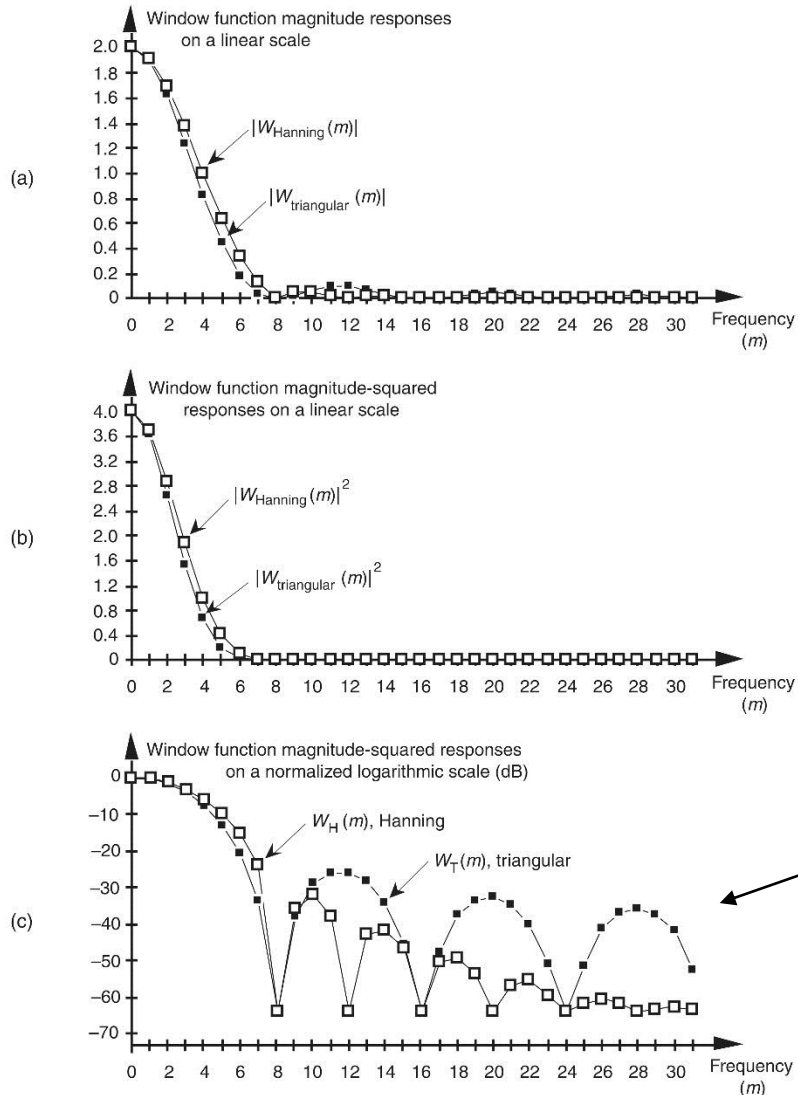 Window function magnitude responses
on a linear scale
2.0
1.8
1.6
1.4
1.2
1.0
0.8
0.6
0.4
0.2
0
(a)
|W_Hanning (m)|
|W_triangular (m)|
0 2 4 6 8 10 12 14 16 18 20 22 24 26 28 30
Frequency
(m)
Window function magnitude-squared
responses on a linear scale
4.0
3.6
3.2
2.8
2.4
2.0
1.6
1.2
0.8
0.4
0
(b)
|W_Hanning (m)|²
|W_triangular (m)|²
0 2 4 6 8 10 12 14 16 18 20 22 24 26 28 30
Frequency
(m)
Window function magnitude-squared responses
on a normalized logarithmic scale (dB)
0
–10
–20
–30
–40
–50
–60
–70
(c)
W_H (m), Hanning
W_T (m), triangular
0 2 4 6 8 10 12 14 16 18 20 22 24 26 28 30
Frequency
(m)